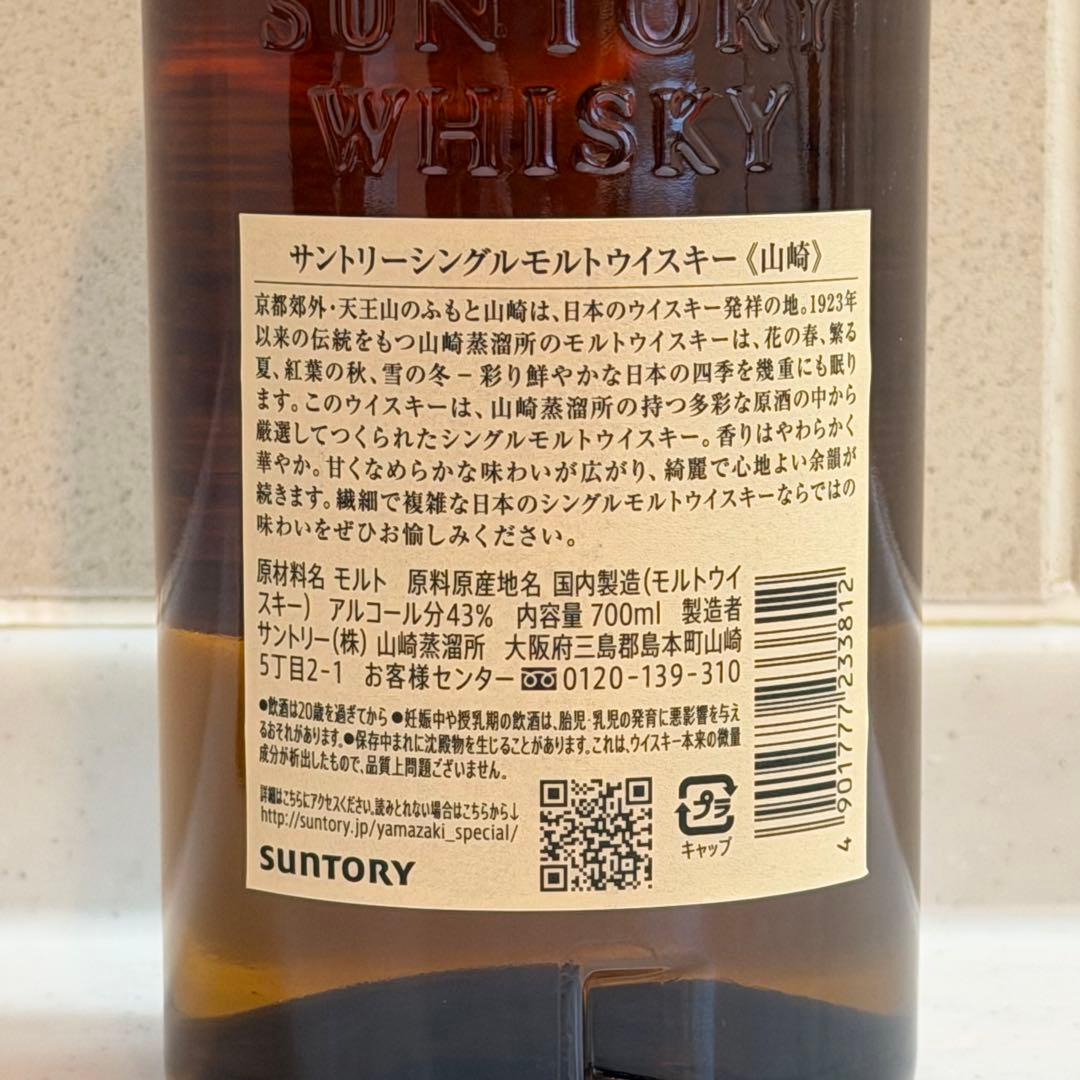 SUNTORY
WHISKY
サントリーシングルモルトウイスキー《山崎》
京都郊外・天王山のふもと山崎は、日本のウイスキー発祥の地。1923年
以来の伝統をもつ山崎蒸溜所のモルトウイスキーは、花の春、繁る
夏、紅葉の秋、雪の冬－彩り鮮やかな日本の四季を幾重にも眠り
ます。このウイスキーは、山崎蒸溜所の持つ多彩な原酒の中から
厳選してつくられたシングルモルトウイスキー。香りはやわらかく
華やか。甘くなめらかな味わいが広がり、綺麗で心地よい余韻が
続きます。繊細で複雑な日本のシングルモルトウイスキーならではの
味わいをぜひお愉しみください。
原材料名 モルト 原料原産地名 国内製造(モルトウイ
スキー) アルコール分43% 内容量 700ml 製造者
サントリー(株) 山崎蒸溜所 大阪府三島郡島本町山崎
5丁目2-1 お客様センター 0120-139-310
●飲酒は20歳を過ぎてから ●妊娠中や授乳期の飲酒は、胎児・乳児の発育に悪影響を与え
るおそれがあります。●保存中まれに沈殿物を生じることがあります。これは、ウイスキー本来の微量
成分が析出したもので、品質上問題ございません。
詳細はこちらにアクセスください。読みとれない場合はこちらから↓
http://suntory.jp/yamazaki_special/
SUNTORY
プラ
キャップ
4 901777 233812